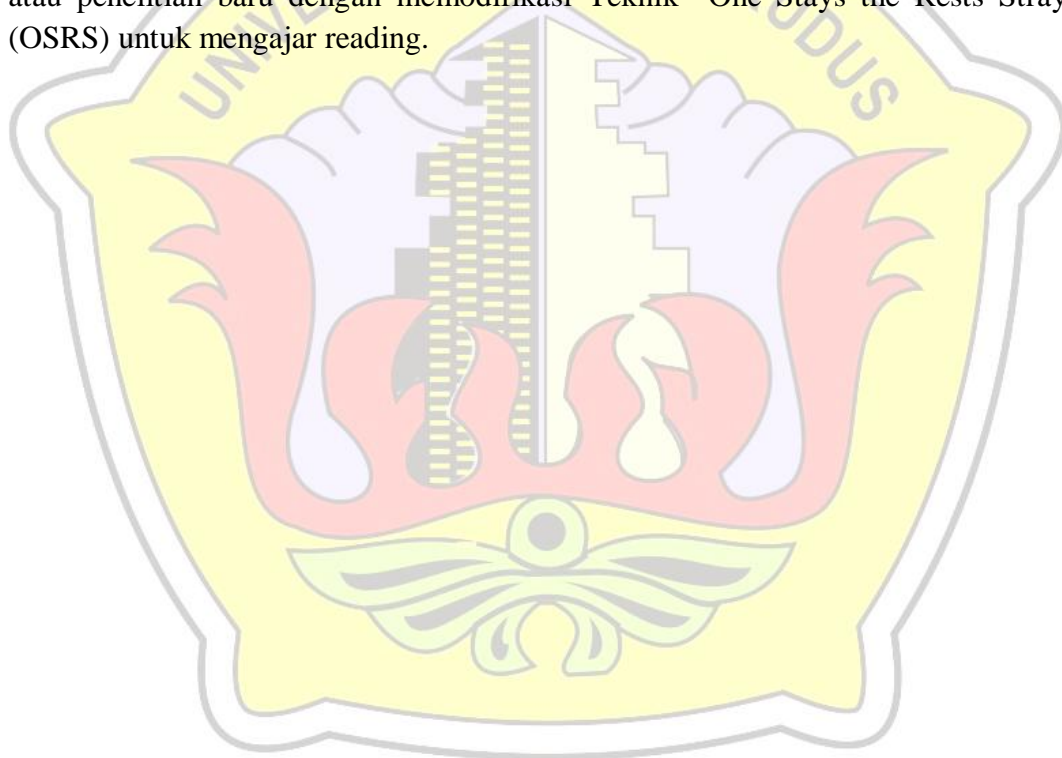 atau penelitian baru dengan memodifikasi Teknik One Stays the Rests Stray
(OSRS) untuk mengajar reading.